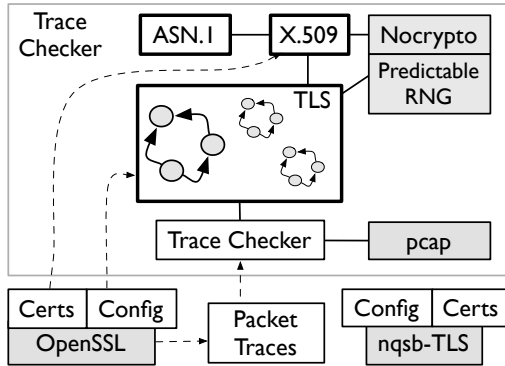 Trace
Checker
ASN.1
X.509
Nocrypto
Predictable
RNG
TLS
Trace Checker
pcap
Certs
Config
OpenSSL
Packet
Traces
Config
Certs
nqsb-TLS